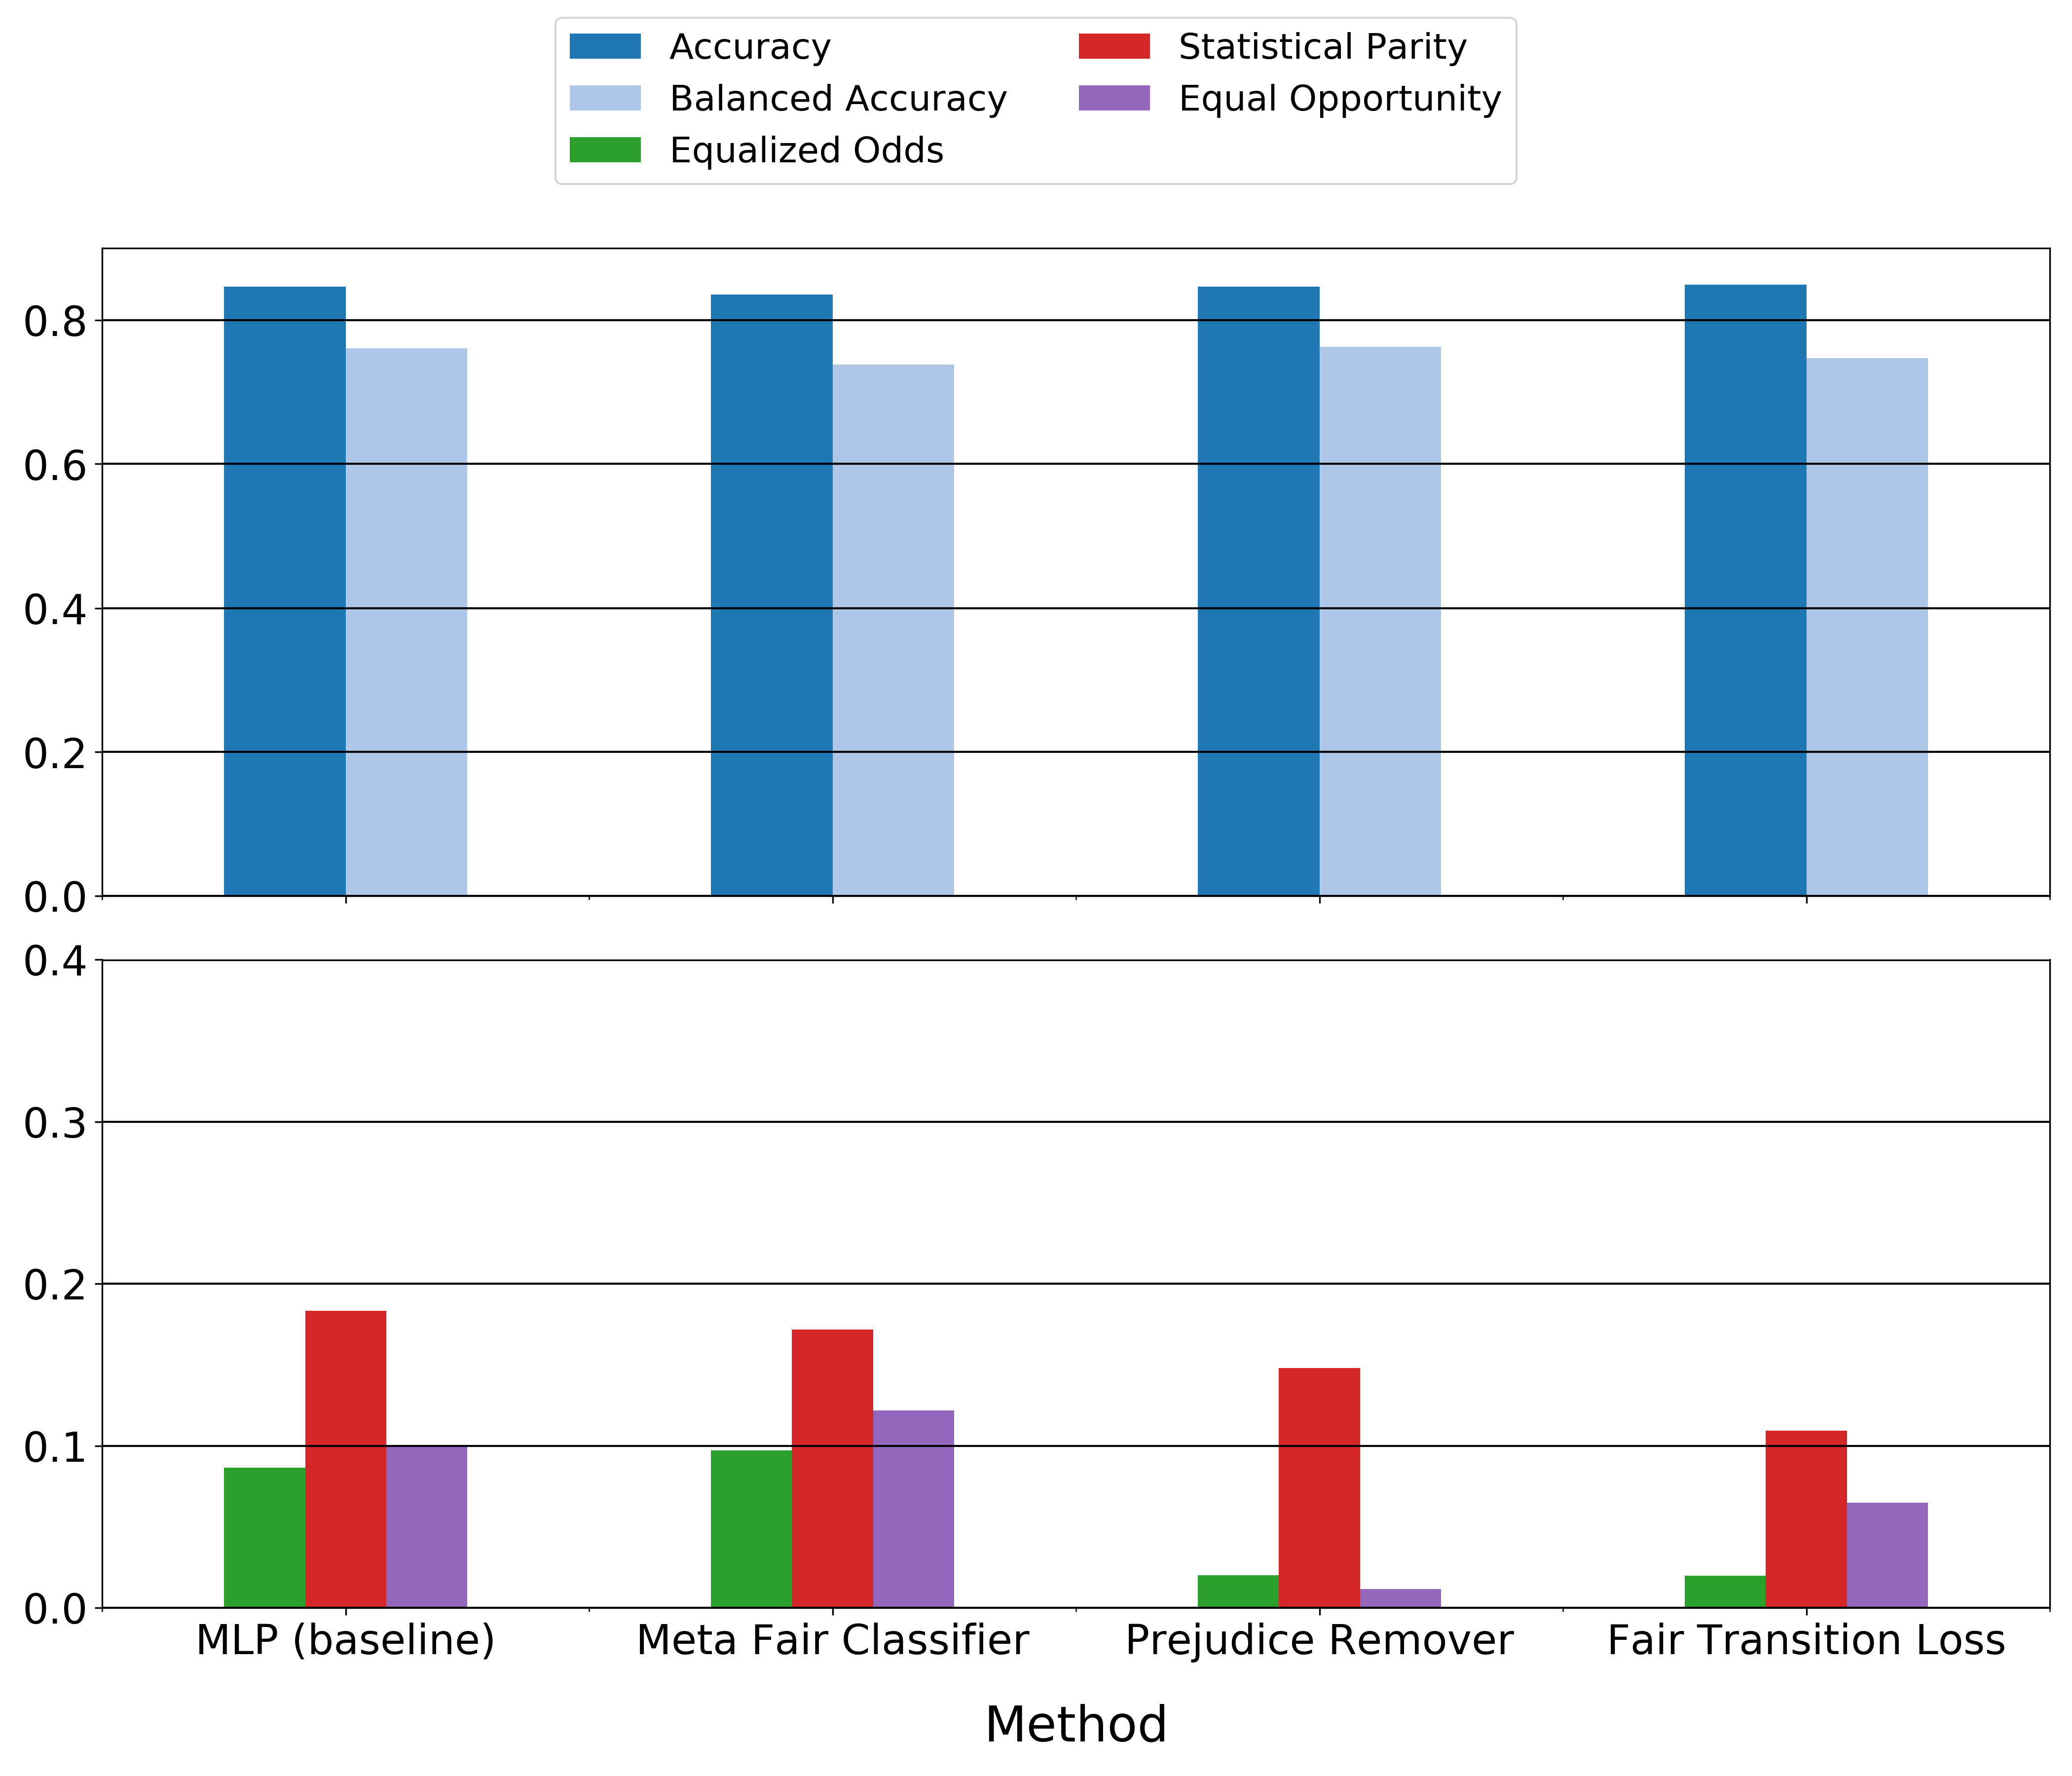 Accuracy
Balanced Accuracy
Equalized Odds
Statistical Parity
Equal Opportunity
0.8
0.6
0.4
0.2
0.0
0.4
0.3
0.2
0.1
0.0
MLP (baseline) Meta Fair Classifier Prejudice Remover Fair Transition Loss
Method